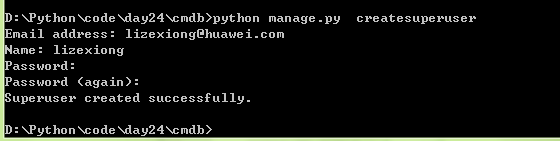 D:\Python\code\day24\cmdb>python manage.py  createsuperuser
Email address: lizexiong@huawei.com
Name: lizexiong
Password:
Password (again):
Superuser created successfully.
D:\Python\code\day24\cmdb>